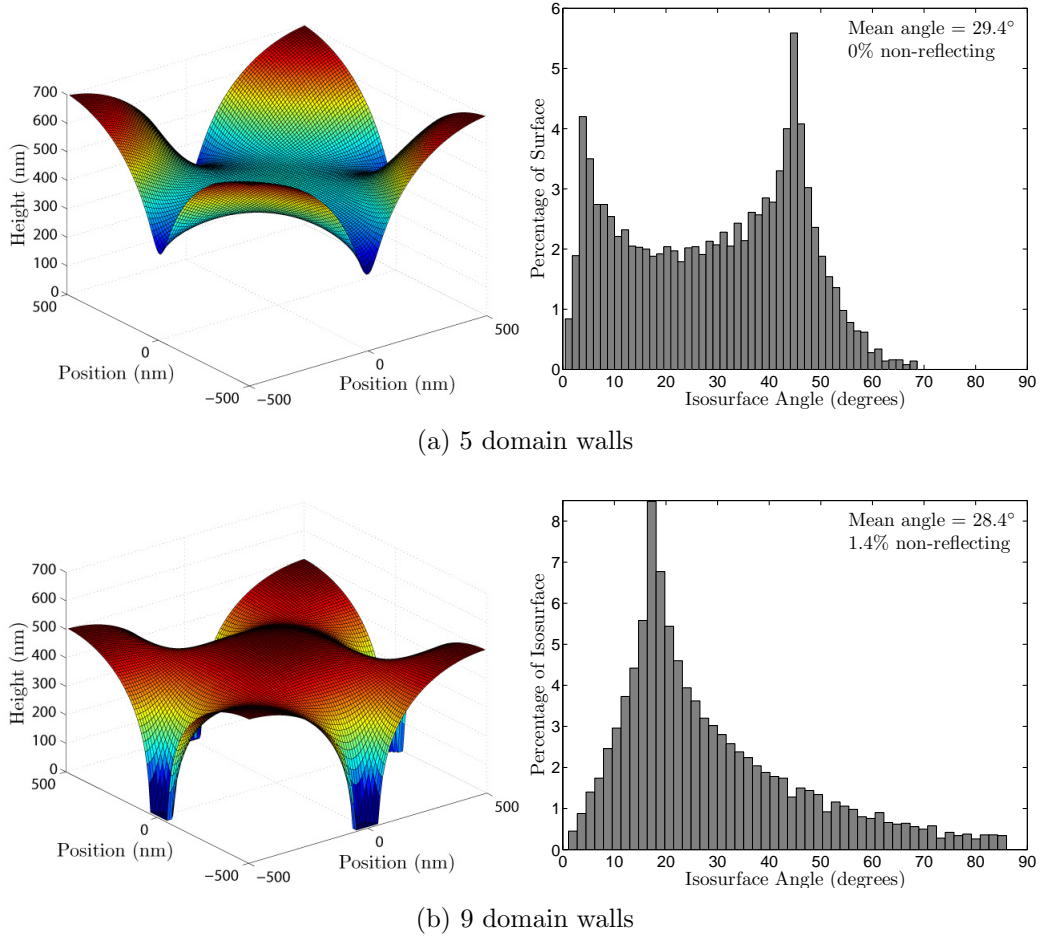 700
600
500
400
300
200
100
0
Height (nm)
500
0
−500
Position (nm)
−500
0
500
Position (nm)
6
5
4
3
2
1
0
Percentage of Surface
Mean angle = 29.4°
0% non-reflecting
0 10 20 30 40 50 60 70 80 90
Isosurface Angle (degrees)
(a) 5 domain walls
700
600
500
400
300
200
100
0
Height (nm)
500
0
−500
Position (nm)
−500
0
500
Position (nm)
8
7
6
5
4
3
2
1
0
Percentage of Isosurface
Mean angle = 28.4°
1.4% non-reflecting
0 10 20 30 40 50 60 70 80 90
Isosurface Angle (degrees)
(b) 9 domain walls